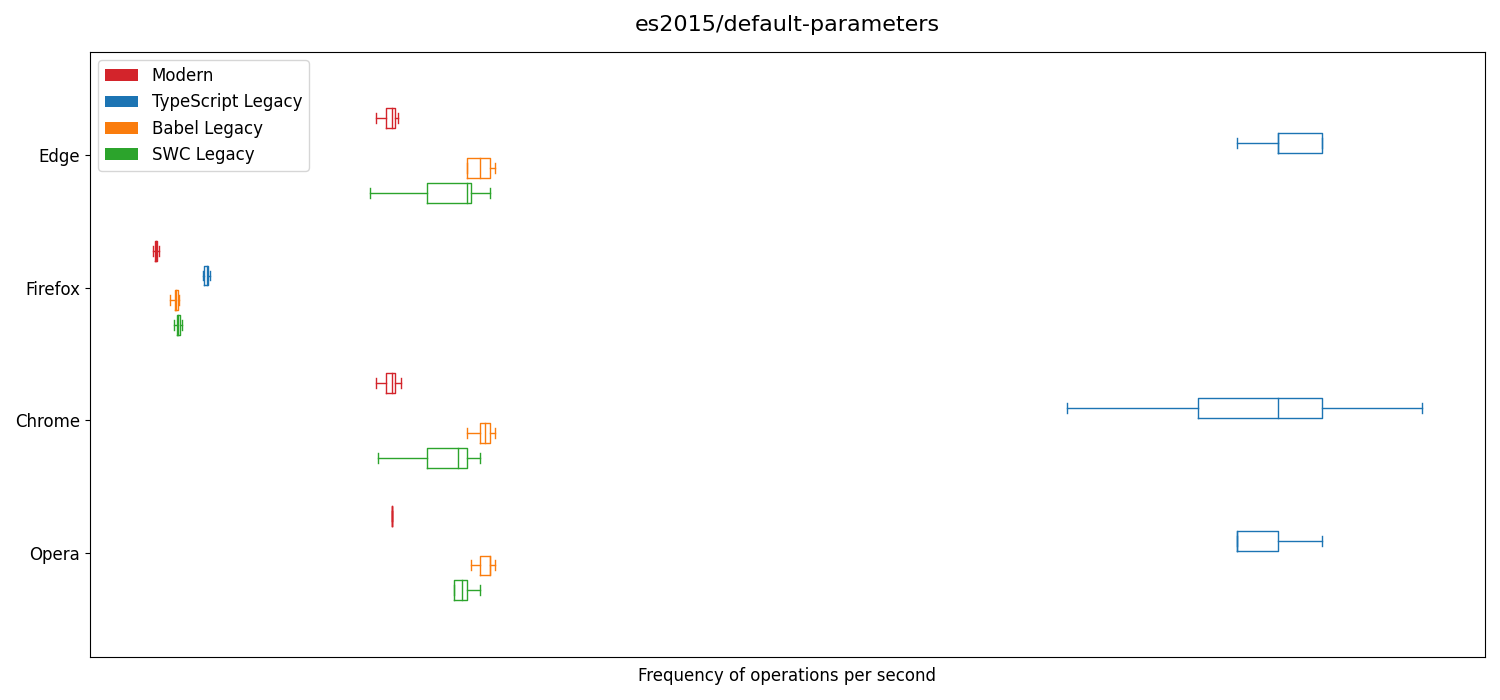 es2015/default-parameters
Modern
TypeScript Legacy
Babel Legacy
SWC Legacy
Edge
Firefox
Chrome
Opera
Frequency of operations per second